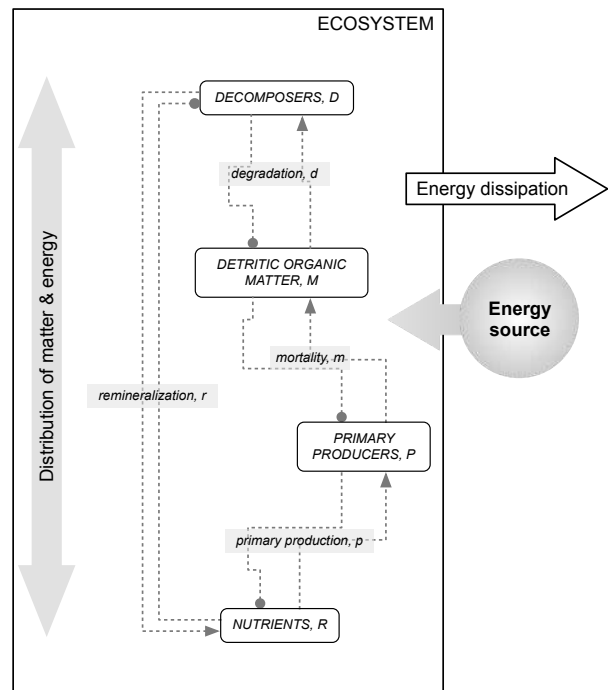 ECOSYSTEM
DECOMPOSERS, D
degradation, d
Energy dissipation
DETRITIC ORGANIC
MATTER, M
Energy
source
mortality, m
remineralization, r
Distribution of matter & energy
PRIMARY
PRODUCERS, P
primary production, p
NUTRIENTS, R